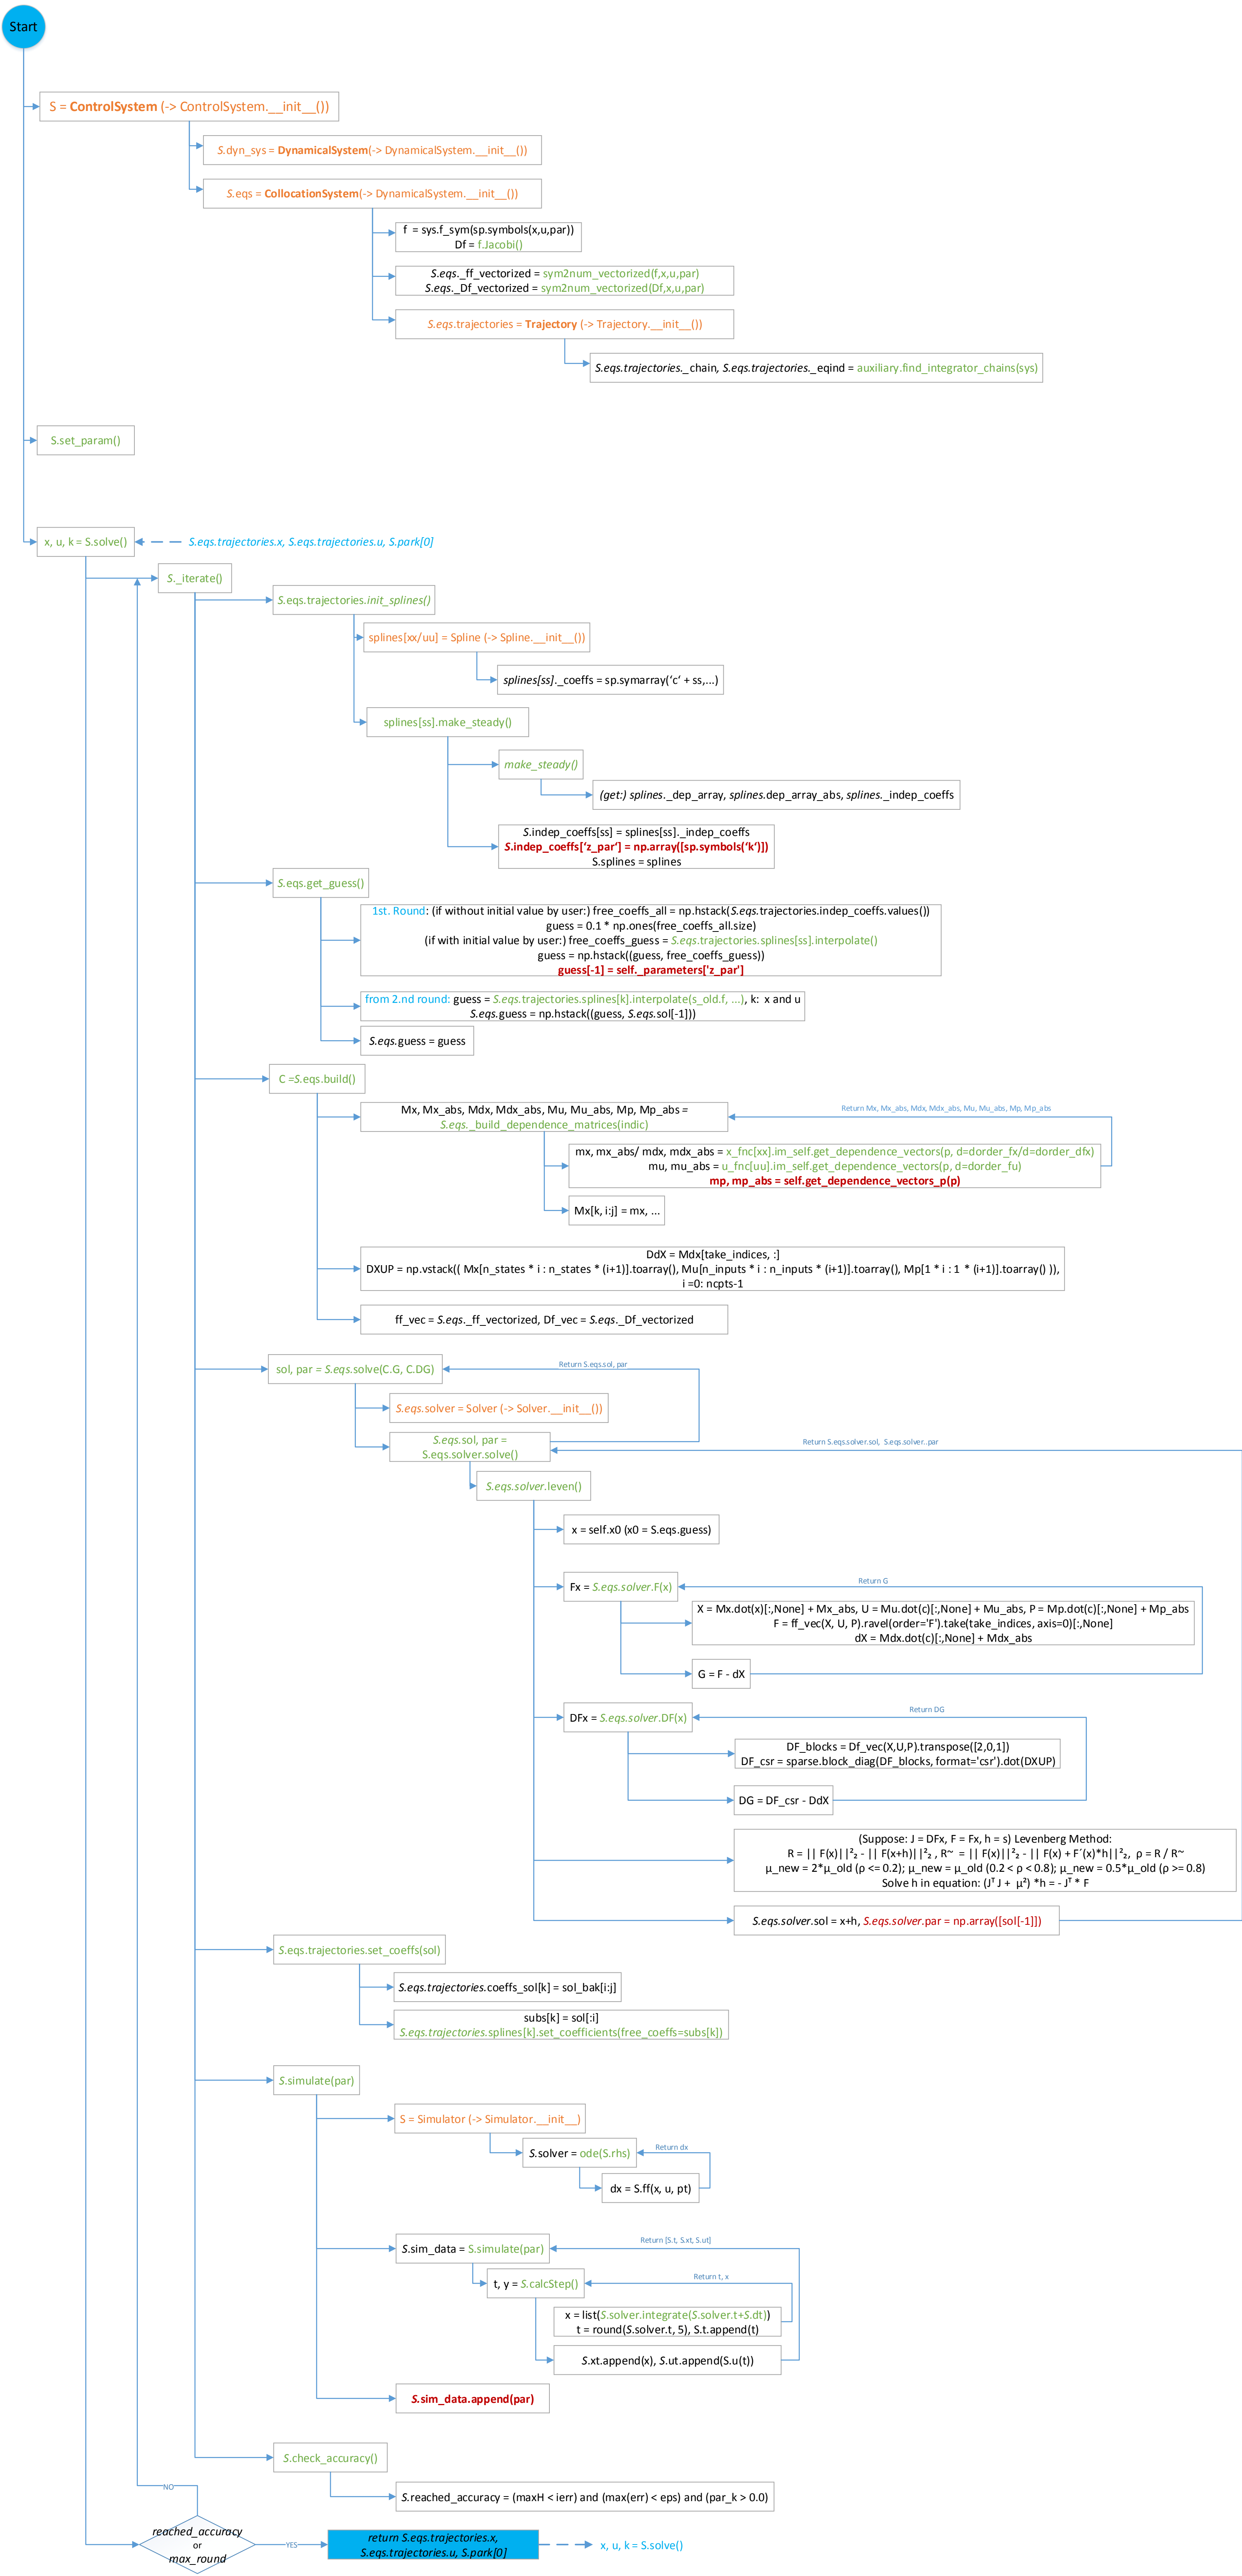 Start
S = ControlSystem (-> ControlSystem.__init__())
S.dyn_sys = DynamicalSystem(-> DynamicalSystem.__init__())
S.eqs = CollocationSystem(-> DynamicalSystem.__init__())
f = sys.f_sym(sp.symbols(x,u,par))
Df = f.Jacobi()
S.eqs._ff_vectorized = sym2num_vectorized(f,x,u,par)
S.eqs._Df_vectorized = sym2num_vectorized(Df,x,u,par)
S.eqs.trajectories = Trajectory (-> Trajectory.__init__())
S.eqs.trajectories._chain, S.eqs.trajectories._eqind = auxiliary.find_integrator_chains(sys)
S.set_param()
x, u, k = S.solve()
S.eqs.trajectories.x, S.eqs.trajectories.u, S.park[0]
S._iterate()
S.eqs.trajectories.init_splines()
splines[xx/uu] = Spline (-> Spline.__init__())
splines[ss]._coeffs = sp.symarray(‘c‘ + ss,...)
splines[ss].make_steady()
make_steady()
(get:) splines._dep_array, splines.dep_array_abs, splines._indep_coeffs
S.indep_coeffs[ss] = splines[ss]._indep_coeffs
S.indep_coeffs[‘z_par‘] = np.array([sp.symbols(‘k‘)])
S.splines = splines
S.eqs.get_guess()
1st. Round: (if without initial value by user:) free_coeffs_all = np.hstack(S.eqs.trajectories.indep_coeffs.values())
guess = 0.1 * np.ones(free_coeffs_all.size)
(if with initial value by user:) free_coeffs_guess = S.eqs.trajectories.splines[ss].interpolate()
guess = np.hstack((guess, free_coeffs_guess))
guess[-1] = self._parameters['z_par']
from 2.nd round: guess = S.eqs.trajectories.splines[k].interpolate(s_old.f, ...), k: x and u
S.eqs.guess = np.hstack((guess, S.eqs.sol[-1]))
S.eqs.guess = guess
C =S.eqs.build()
Mx, Mx_abs, Mdx, Mdx_abs, Mu, Mu_abs, Mp, Mp_abs =
S.eqs._build_dependence_matrices(indic)
Return Mx, Mx_abs, Mdx, Mdx_abs, Mu, Mu_abs, Mp, Mp_abs
mx, mx_abs/ mdx, mdx_abs = x_fnc[xx].im_self.get_dependence_vectors(p, d=dorder_fx/d=dorder_dfx)
mu, mu_abs = u_fnc[uu].im_self.get_dependence_vectors(p, d=dorder_fu)
mp, mp_abs = self.get_dependence_vectors_p(p)
Mx[k, i:j] = mx, ...
DdX = Mdx[take_indices, :]
DXUP = np.vstack(( Mx[n_states * i : n_states * (i+1)].toarray(), Mu[n_inputs * i : n_inputs * (i+1)].toarray(), Mp[1 * i : 1 * (i+1)].toarray() )),
i =0: ncpts-1
ff_vec = S.eqs._ff_vectorized, Df_vec = S.eqs._Df_vectorized
sol, par = S.eqs.solve(C.G, C.DG)
Return S.eqs.sol, par
S.eqs.solver = Solver (-> Solver.__init__())
S.eqs.sol, par =
S.eqs.solver.solve()
Return S.eqs.solver.sol, S.eqs.solver..par
S.eqs.solver.leven()
x = self.x0 (x0 = S.eqs.guess)
Fx = S.eqs.solver.F(x)
Return G
X = Mx.dot(x)[:,None] + Mx_abs, U = Mu.dot(c)[:,None] + Mu_abs, P = Mp.dot(c)[:,None] + Mp_abs
F = ff_vec(X, U, P).ravel(order='F').take(take_indices, axis=0)[:,None]
dX = Mdx.dot(c)[:,None] + Mdx_abs
G = F - dX
DFx = S.eqs.solver.DF(x)
Return DG
DF_blocks = Df_vec(X,U,P).transpose([2,0,1])
DF_csr = sparse.block_diag(DF_blocks, format='csr').dot(DXUP)
DG = DF_csr - DdX
(Suppose: J = DFx, F = Fx, h = s) Levenberg Method:
R = || F(x)||²₂ - || F(x+h)||²₂ , R~ = || F(x)||²₂ - || F(x) + F´(x)*h||²₂, ρ = R / R~
μ_new = 2*μ_old (ρ <= 0.2); μ_new = μ_old (0.2 < ρ < 0.8); μ_new = 0.5*μ_old (ρ >= 0.8)
Solve h in equation: (Jᵀ J + μ²) *h = - Jᵀ * F
S.eqs.solver.sol = x+h, S.eqs.solver.par = np.array([sol[-1]])
S.eqs.trajectories.set_coeffs(sol)
S.eqs.trajectories.coeffs_sol[k] = sol_bak[i:j]
subs[k] = sol[:i]
S.eqs.trajectories.splines[k].set_coefficients(free_coeffs=subs[k])
S.simulate(par)
S = Simulator (-> Simulator.__init__)
S.solver = ode(S.rhs)
Return dx
dx = S.ff(x, u, pt)
S.sim_data = S.simulate(par)
Return [S.t, S.xt, S.ut]
t, y = S.calcStep()
Return t, x
x = list(S.solver.integrate(S.solver.t+S.dt))
t = round(S.solver.t, 5), S.t.append(t)
S.xt.append(x), S.ut.append(S.u(t))
S.sim_data.append(par)
S.check_accuracy()
S.reached_accuracy = (maxH < ierr) and (max(err) < eps) and (par_k > 0.0)
NO
reached_accuracy
or
max_round
YES
return S.eqs.trajectories.x,
S.eqs.trajectories.u, S.park[0]
x, u, k = S.solve()